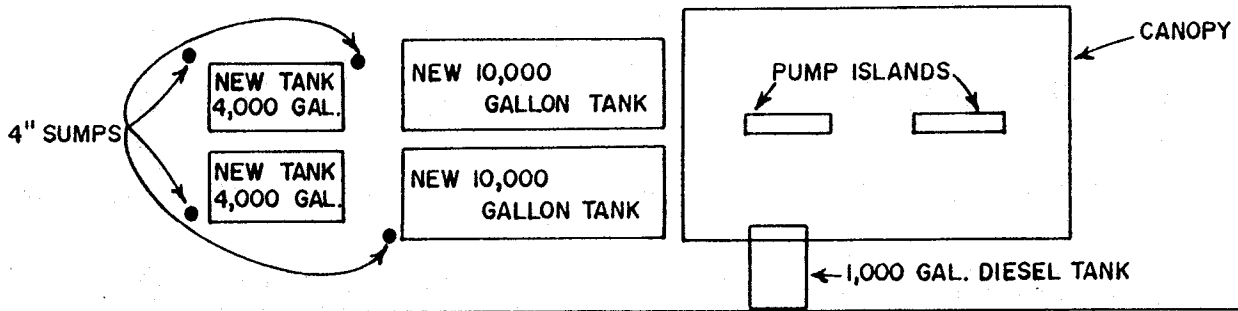 CANOPY
NEW TANK
4,000 GAL.
NEW 10,000
GALLON TANK
PUMP ISLANDS
4" SUMPS
NEW TANK
4,000 GAL.
NEW 10,000
GALLON TANK
1,000 GAL. DIESEL TANK